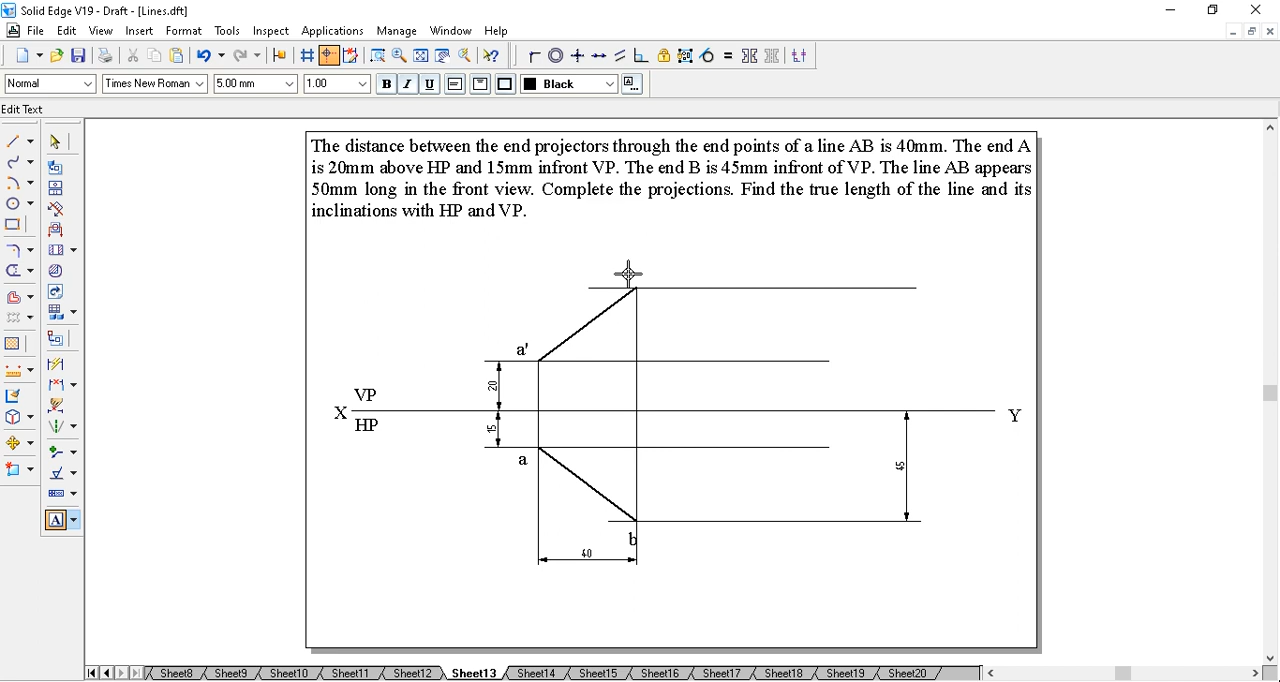 Solid Edge V19 - Draft - [Lines.dft]
File Edit View Insert Format Tools Inspect Applications Manage Window Help
Normal Times New Roman 5.00 mm 1.00 B I U Black A...
Edit Text
The distance between the end projectors through the end points of a line AB is 40mm. The end A
is 20mm above HP and 15mm infront VP. The end B is 45mm infront of VP. The line AB appears
50mm long in the front view. Complete the projections. Find the true length of the line and its
inclinations with HP and VP.
a'
20
VP
X
Y
HP
15
a
45
b
40
A
Sheet8 Sheet9 Sheet10 Sheet11 Sheet12 Sheet13 Sheet14 Sheet15 Sheet16 Sheet17 Sheet18 Sheet19 Sheet20